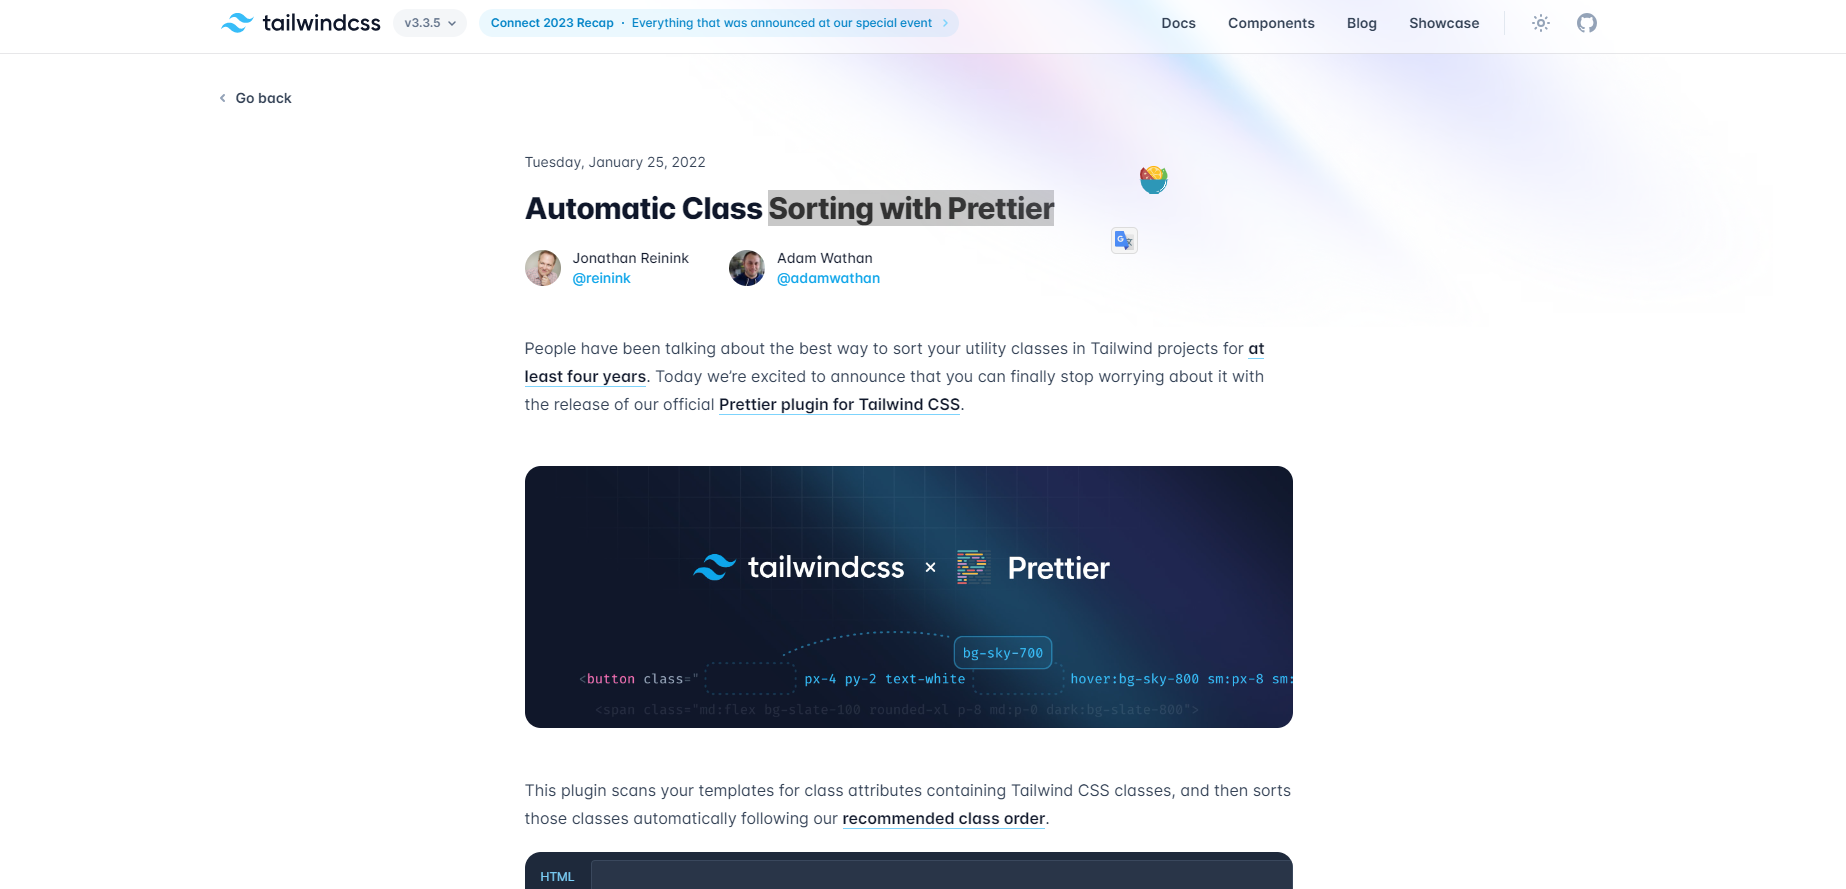 tailwindcss v3.3.5 Connect 2023 Recap · Everything that was announced at our special event Docs Components Blog Showcase
Go back
Tuesday, January 25, 2022
Automatic Class Sorting with Prettier
Jonathan Reinink
@reinink
Adam Wathan
@adamwathan
People have been talking about the best way to sort your utility classes in Tailwind projects for at
least four years. Today we’re excited to announce that you can finally stop worrying about it with
the release of our official Prettier plugin for Tailwind CSS.
tailwindcss × Prettier
bg-sky-700
<button class=" px-4 py-2 text-white hover:bg-sky-800 sm:px-8 sm:
<span class="md:flex bg-slate-100 rounded-xl p-8 md:p-0 dark:bg-slate-800">
This plugin scans your templates for class attributes containing Tailwind CSS classes, and then sorts
those classes automatically following our recommended class order.
HTML